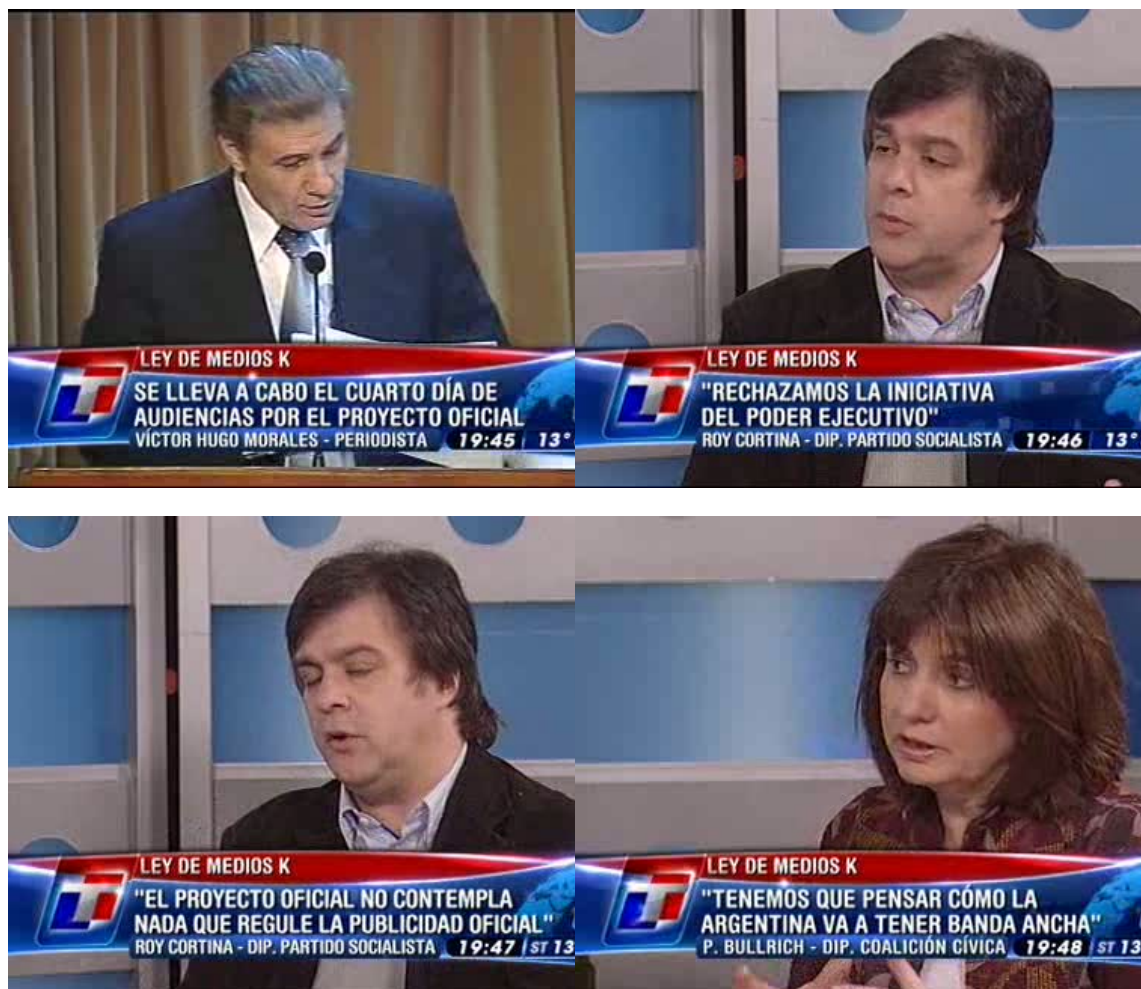 LEY DE MEDIOS K
SE LLEVA A CABO EL CUARTO DÍA DE
AUDIENCIAS POR EL PROYECTO OFICIAL
VÍCTOR HUGO MORALES - PERIODISTA 19:45 13°
LEY DE MEDIOS K
"RECHAZAMOS LA INICIATIVA
DEL PODER EJECUTIVO"
ROY CORTINA - DIP. PARTIDO SOCIALISTA 19:46 13°
LEY DE MEDIOS K
"EL PROYECTO OFICIAL NO CONTEMPLA
NADA QUE REGULE LA PUBLICIDAD OFICIAL"
ROY CORTINA - DIP. PARTIDO SOCIALISTA 19:47 ST 13
LEY DE MEDIOS K
"TENEMOS QUE PENSAR CÓMO LA
ARGENTINA VA A TENER BANDA ANCHA"
P. BULLRICH - DIP. COALICIÓN CÍVICA 19:48 ST 13